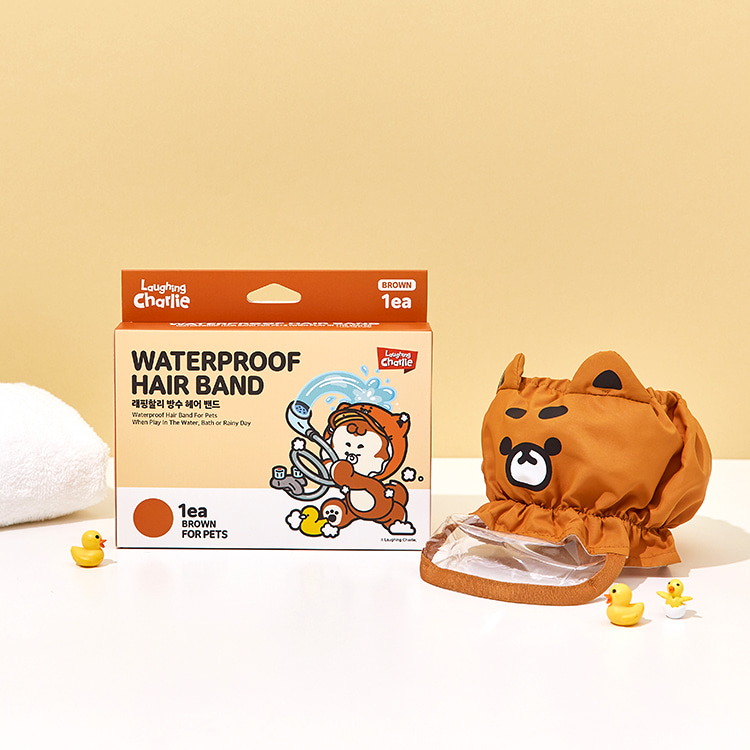 Laughing
Charlie
BROWN
1ea
WATERPROOF
HAIR BAND
래핑찰리 방수 헤어 밴드
Waterproof Hair Band For Pets
When Play In The Water, Bath or Rainy Day
Laughing
Charlie
1ea
BROWN
FOR PETS
© Laughing Charlie.